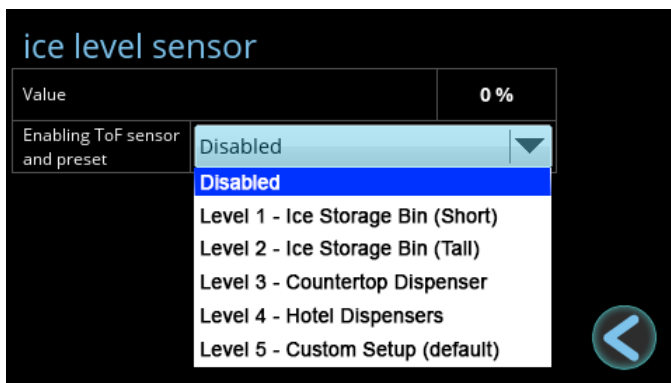 ice level sensor
Value 0 %
Enabling ToF sensor
and preset
Disabled
Disabled
Level 1 - Ice Storage Bin (Short)
Level 2 - Ice Storage Bin (Tall)
Level 3 - Countertop Dispenser
Level 4 - Hotel Dispensers
Level 5 - Custom Setup (default)